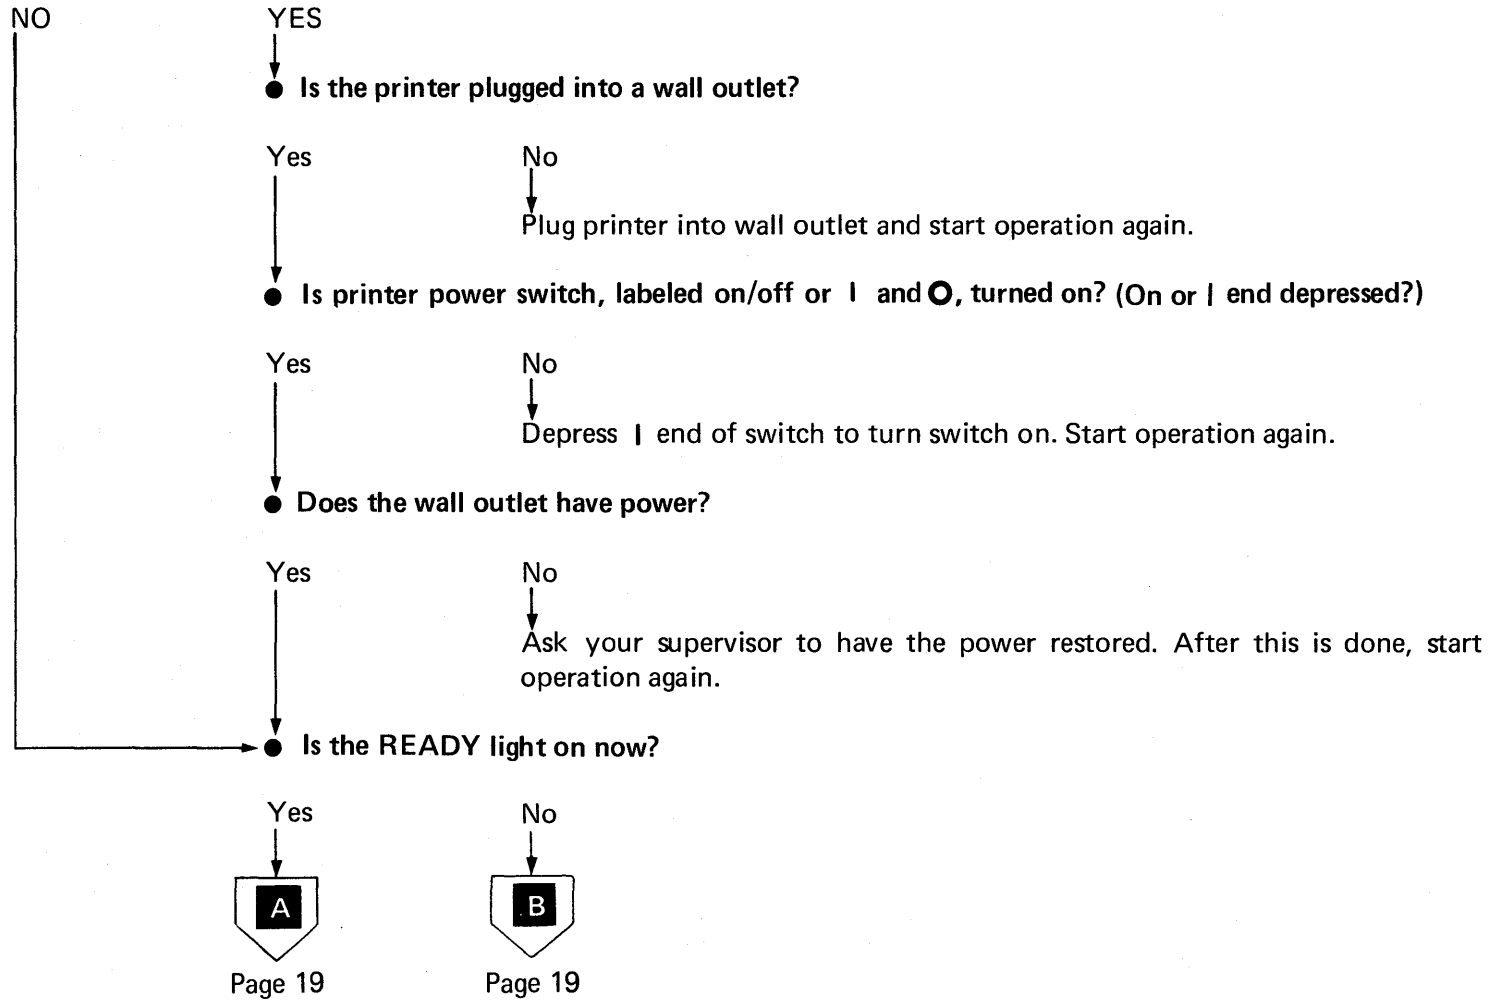 NO YES
● Is the printer plugged into a wall outlet?
Yes No
Plug printer into wall outlet and start operation again.
● Is printer power switch, labeled on/off or | and O, turned on? (On or | end depressed?)
Yes No
Depress | end of switch to turn switch on. Start operation again.
● Does the wall outlet have power?
Yes No
Ask your supervisor to have the power restored. After this is done, start
operation again.
● Is the READY light on now?
Yes No
A B
Page 19 Page 19